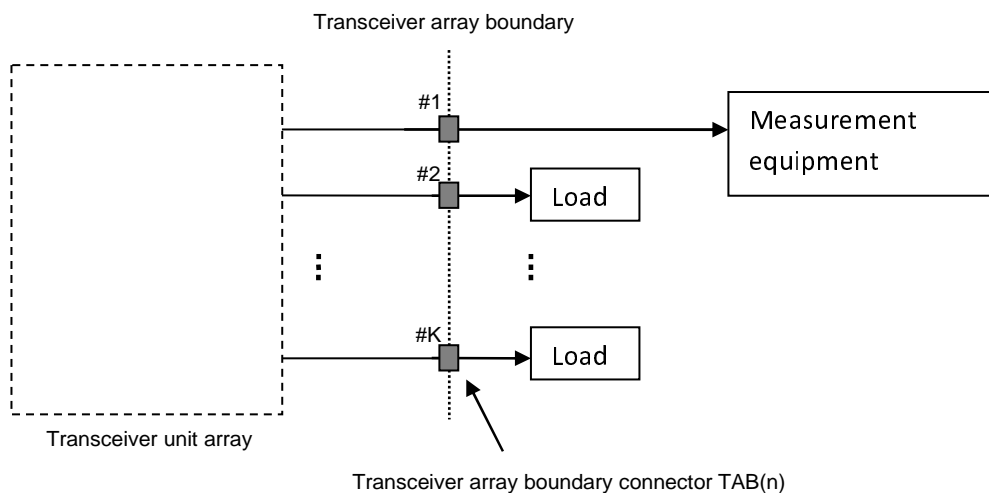 Transceiver array boundary
#1
Measurement
equipment
#2
Load
#K
Load
Transceiver unit array
Transceiver array boundary connector TAB(n)